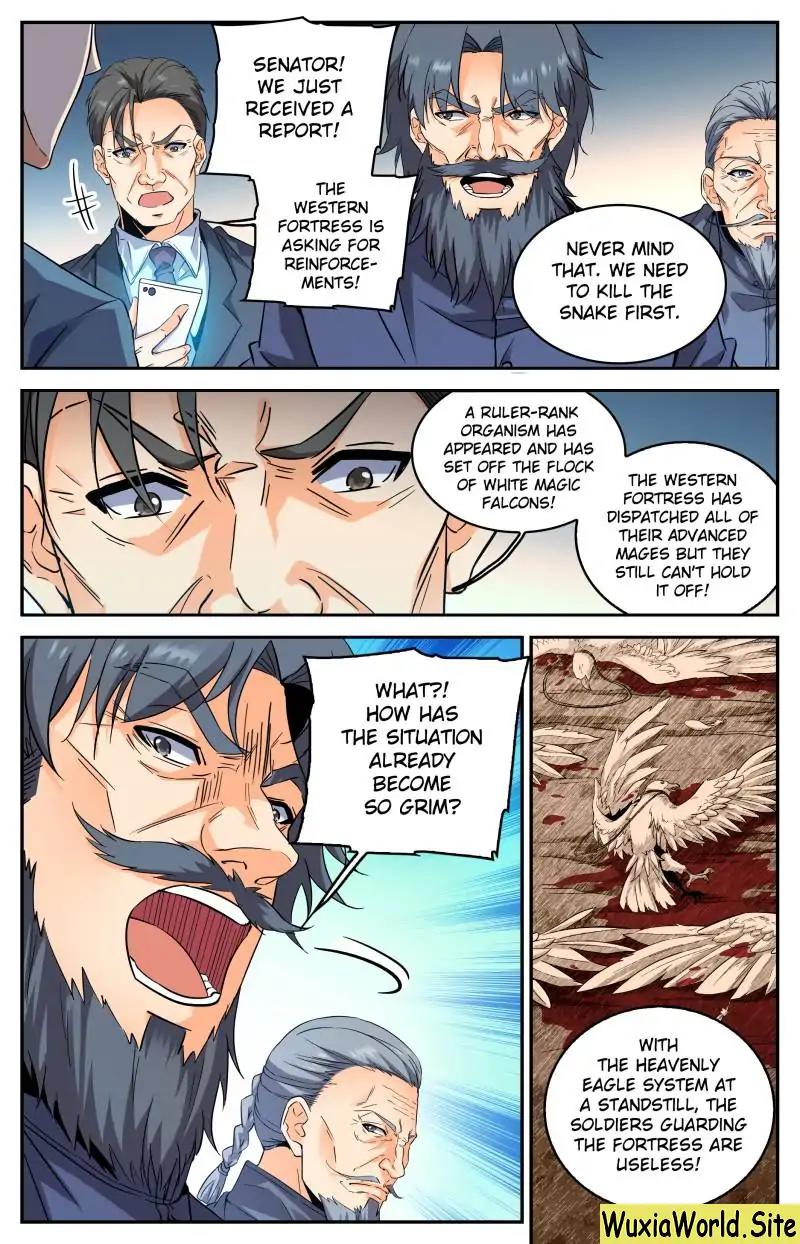 SENATOR!
WE JUST
RECEIVED A
REPORT!
THE
WESTERN
FORTRESS IS
ASKING FOR
REINFORCE-
MENTS!
NEVER MIND
THAT. WE NEED
TO KILL THE
SNAKE FIRST.
A RULER-RANK
ORGANISM HAS
APPEARED AND HAS
SET OFF THE FLOCK
OF WHITE MAGIC
FALCONS!
THE WESTERN
FORTRESS HAS
DISPATCHED ALL OF
THEIR ADVANCED
MAGES BUT THEY
STILL CAN'T HOLD
IT OFF!
WHAT?!
HOW HAS
THE SITUATION
ALREADY
BECOME
SO GRIM?
WITH
THE HEAVENLY
EAGLE SYSTEM AT
A STANDSTILL, THE
SOLDIERS GUARDING
THE FORTRESS ARE
USELESS!
WuxiaWorld.Site